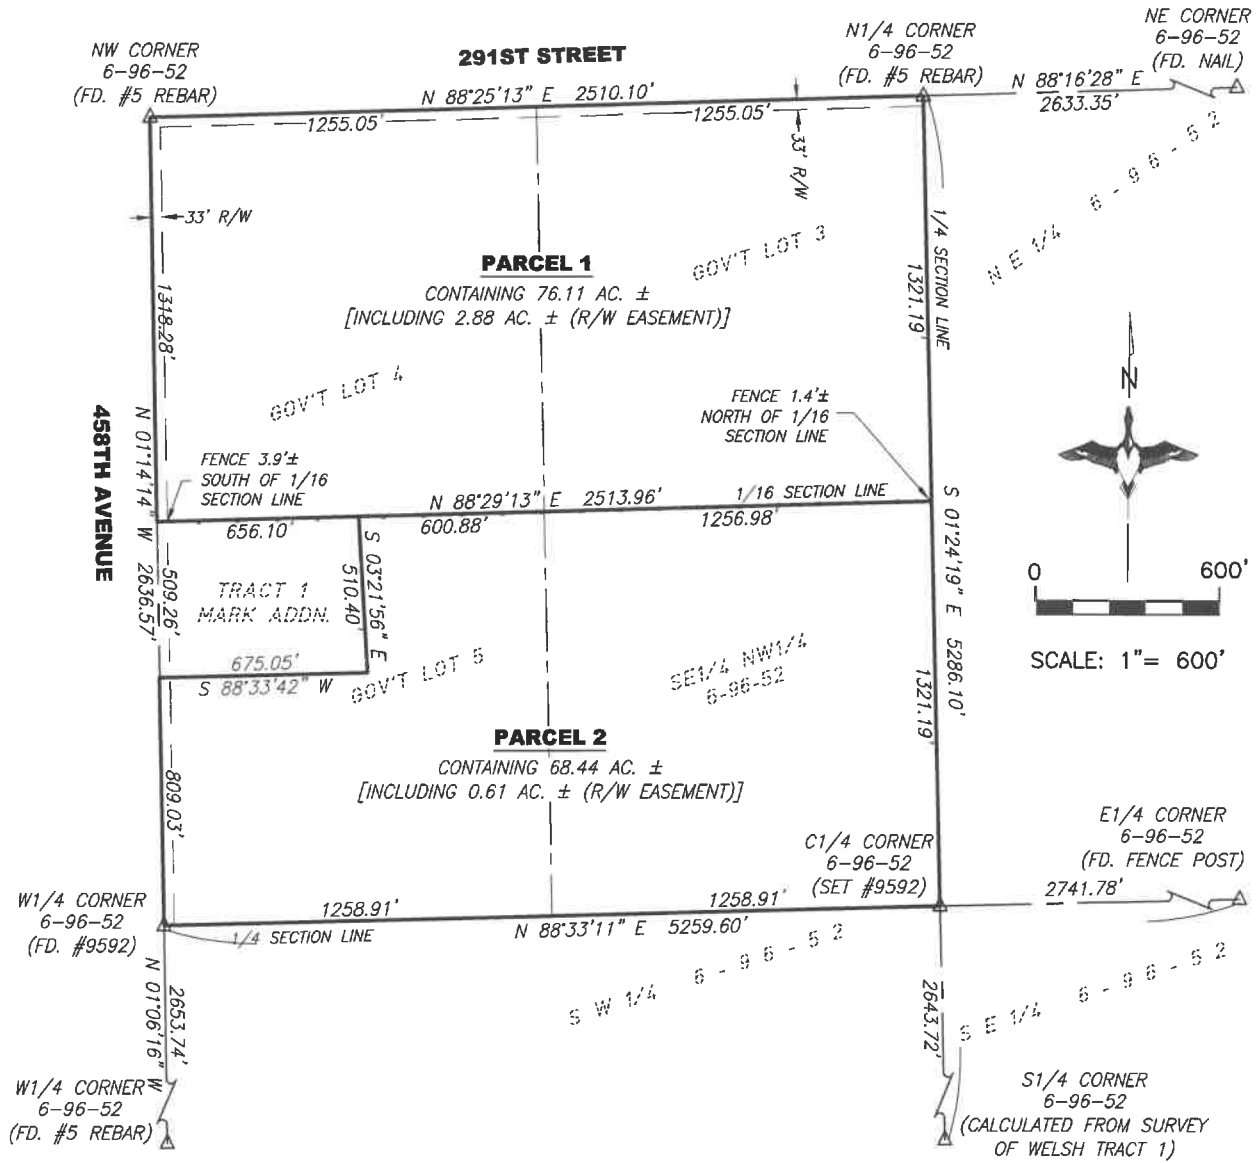 NW CORNER
6-96-52
(FD. #5 REBAR)
291ST STREET
N1/4 CORNER
6-96-52
(FD. #5 REBAR)
NE CORNER
6-96-52
(FD. NAIL)
N 88°16'28" E
2633.35'
N 88°25'13" E 2510.10'
1255.05'
1255.05'
33' R/W
33' R/W
N E 1/4 6 - 9 6 - 5 2
1/4 SECTION LINE
1321.19'
GOV'T LOT 3
PARCEL 1
CONTAINING 76.11 AC. ±
[INCLUDING 2.88 AC. ± (R/W EASEMENT)]
1318.28'
GOV'T LOT 4
FENCE 1.4'±
NORTH OF 1/16
SECTION LINE
N
458TH AVENUE
N 01°14'14" W 2636.57'
FENCE 3.9'±
SOUTH OF 1/16
SECTION LINE
N 88°29'13" E 2513.96'
1/16 SECTION LINE
656.10'
600.88'
1256.98'
S 01°24'19" E 5286.10'
0 600'
SCALE: 1"= 600'
509.26'
TRACT 1
MARK ADDN.
S 03°21'56" E
510.40'
675.05'
S 88°33'42" W
GOV'T LOT 5
SE1/4 NW1/4
6-96-52
1321.19'
PARCEL 2
CONTAINING 68.44 AC. ±
[INCLUDING 0.61 AC. ± (R/W EASEMENT)]
809.03'
C1/4 CORNER
6-96-52
(SET #9592)
E1/4 CORNER
6-96-52
(FD. FENCE POST)
2741.78'
W1/4 CORNER
6-96-52
(FD. #9592)
1258.91'
1258.91'
1/4 SECTION LINE
N 88°33'11" E 5259.60'
S W 1/4 6 - 9 6 - 5 2
S E 1/4 6 - 9 6 - 5 2
N 01°06'16" W
2653.74'
2643.72'
W1/4 CORNER
6-96-52
(FD. #5 REBAR)
S1/4 CORNER
6-96-52
(CALCULATED FROM SURVEY
OF WELSH TRACT 1)